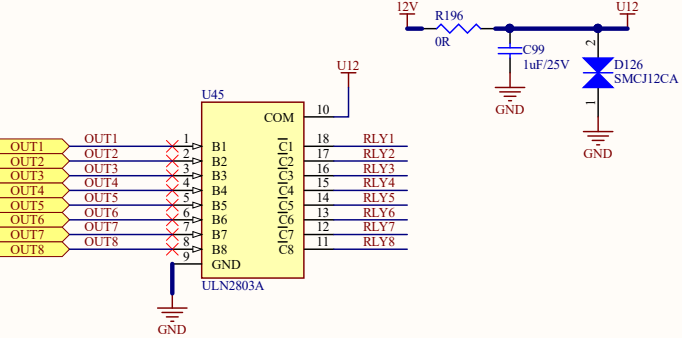 12V
R196
0R
U12
C99
1uF/25V
GND
2
D126
SMCJ12CA
1
GND
U12
U45
COM 10
OUT1 OUT1 1 B1 C1 18 RLY1
OUT2 OUT2 2 B2 C2 17 RLY2
OUT3 OUT3 3 B3 C3 16 RLY3
OUT4 OUT4 4 B4 C4 15 RLY4
OUT5 OUT5 5 B5 C5 14 RLY5
OUT6 OUT6 6 B6 C6 13 RLY6
OUT7 OUT7 7 B7 C7 12 RLY7
OUT8 OUT8 8 B8 C8 11 RLY8
9 GND
ULN2803A
GND